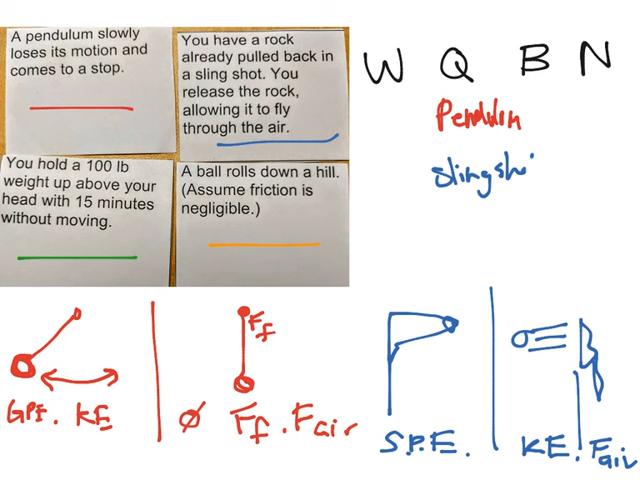 A pendulum slowly
loses its motion and
comes to a stop.
You have a rock
already pulled back in
a sling shot. You
release the rock,
allowing it to fly
through the air.
You hold a 100 lb
weight up above your
head with 15 minutes
without moving.
A ball rolls down a hill.
(Assume friction is
negligible.)
W Q B N
Pendulum
Slingsh
Ff
GPE. KE
Ø Ff. Fair
S.P.E.
KE. Fair